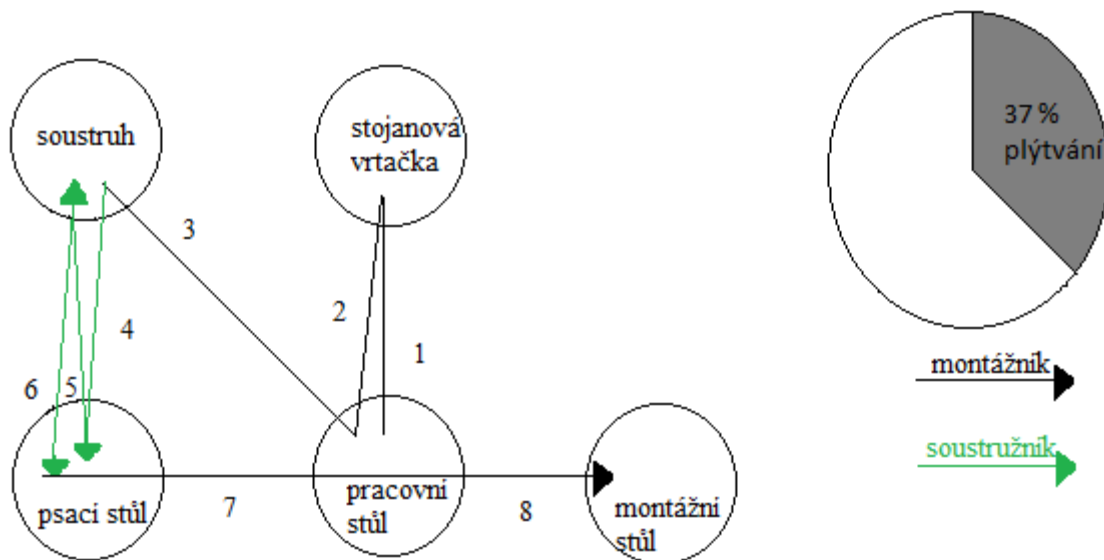 soustruh
stojanová
vrtačka
37 %
plýtvání
3
2
4
1
6
5
montážník
soustružník
psací stůl
7
pracovní
stůl
8
montážní
stůl